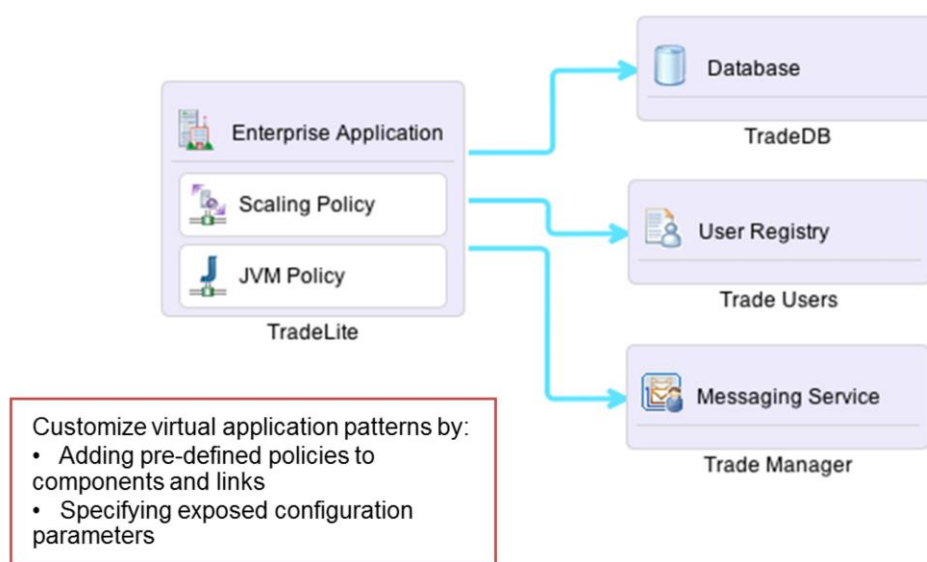 Enterprise Application
Scaling Policy
JVM Policy
TradeLite
Database
TradeDB
User Registry
Trade Users
Messaging Service
Trade Manager
Customize virtual application patterns by:
• Adding pre-defined policies to
components and links
• Specifying exposed configuration
parameters